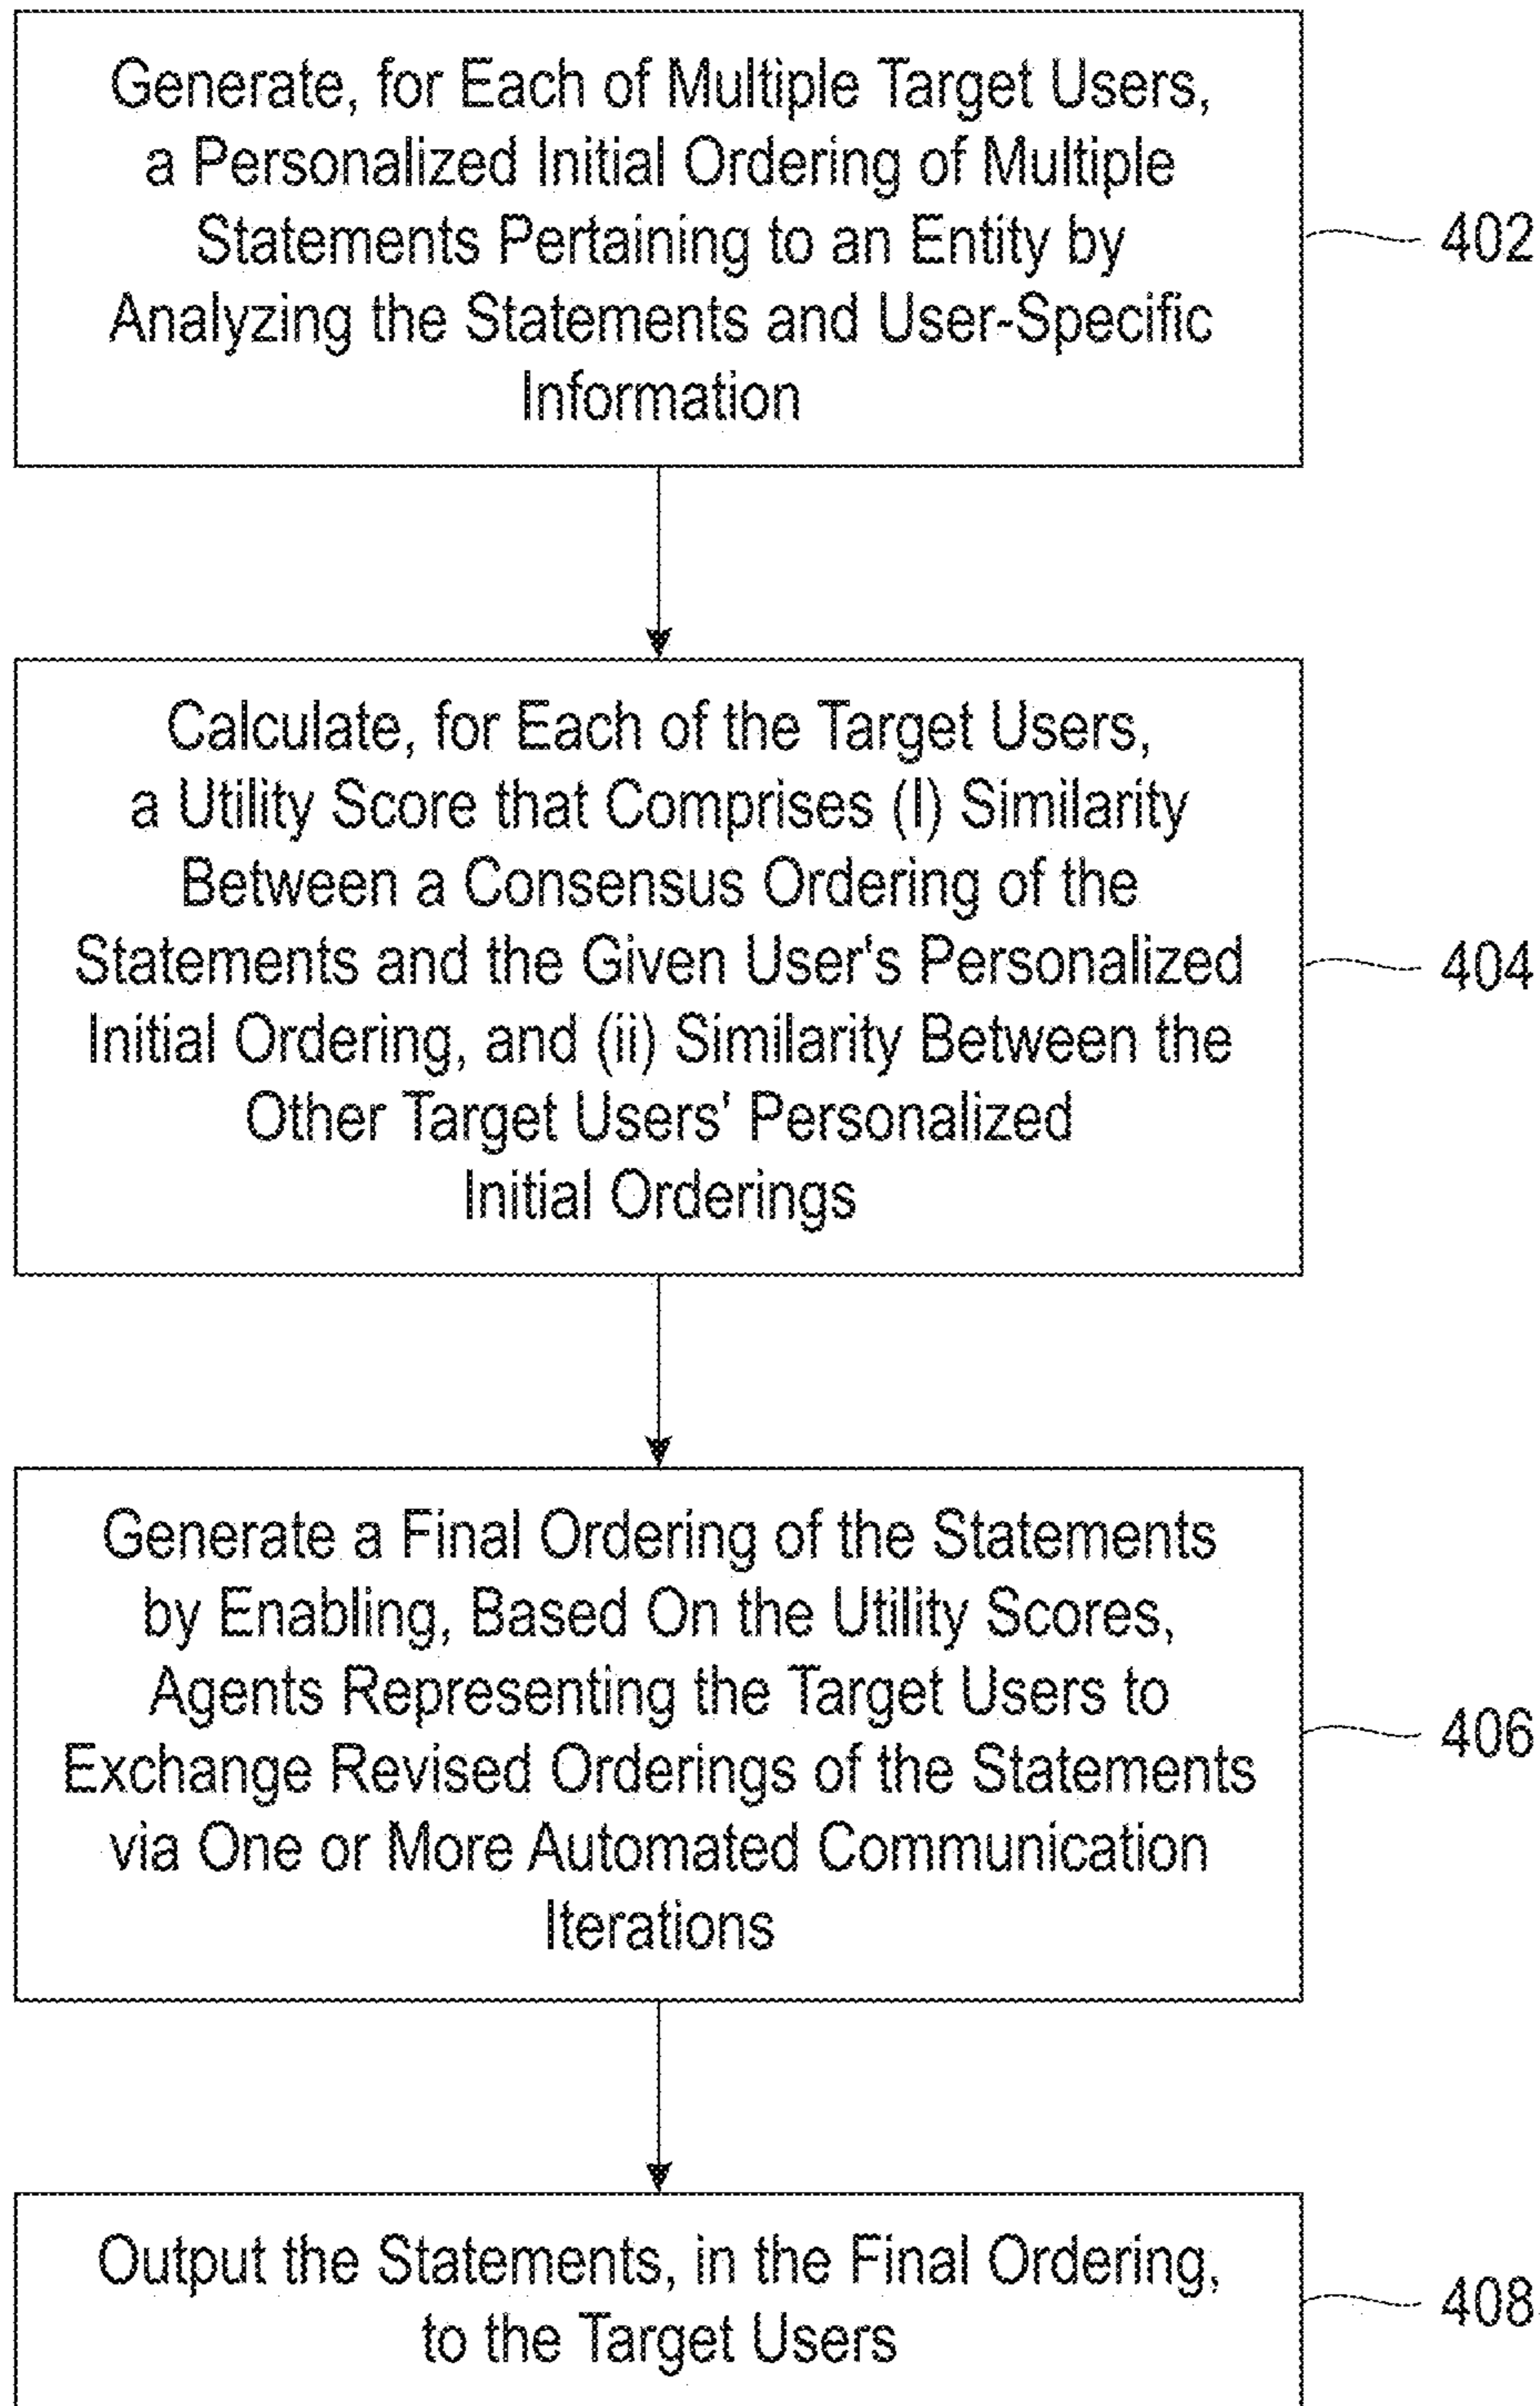 Generate, for Each of Multiple Target Users,
a Personalized Initial Ordering of Multiple
Statements Pertaining to an Entity by
Analyzing the Statements and User-Specific
Information
402
Calculate, for Each of the Target Users,
a Utility Score that Comprises (I) Similarity
Between a Consensus Ordering of the
Statements and the Given User's Personalized
Initial Ordering, and (ii) Similarity Between the
Other Target Users' Personalized
Initial Orderings
404
Generate a Final Ordering of the Statements
by Enabling, Based On the Utility Scores,
Agents Representing the Target Users to
Exchange Revised Orderings of the Statements
via One or More Automated Communication
Iterations
406
Output the Statements, in the Final Ordering,
to the Target Users
408